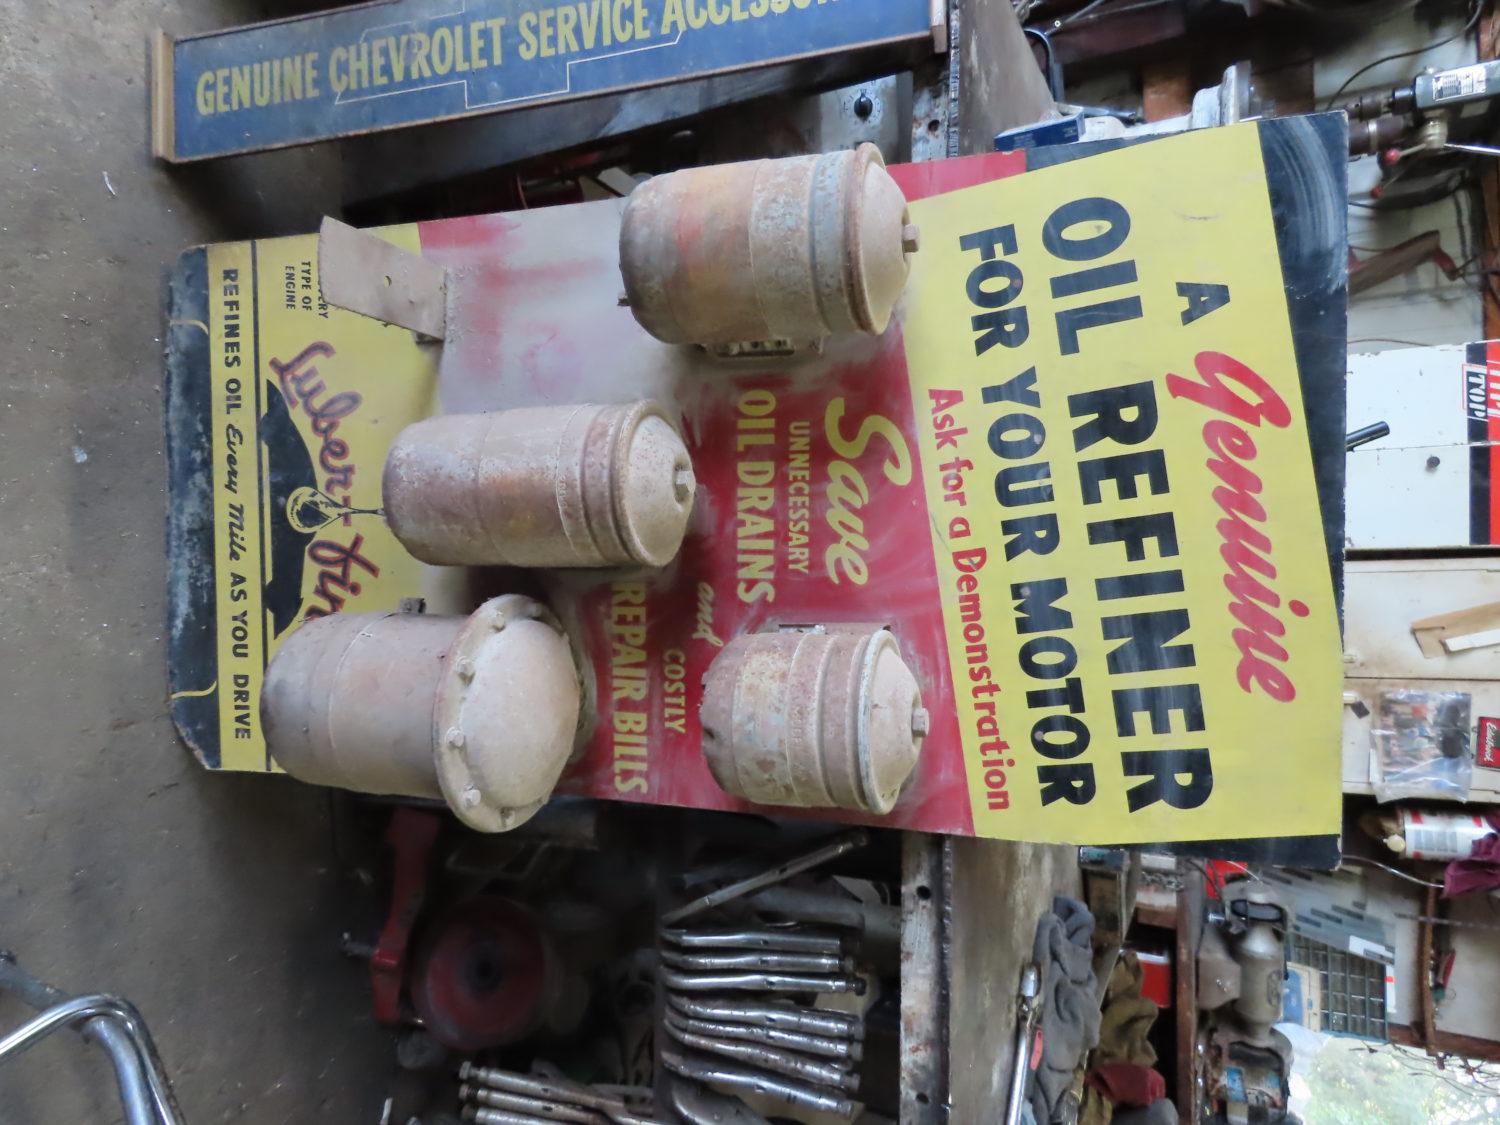 A Genuine
OIL REFINER
FOR YOUR MOTOR
Ask for a Demonstration
Save
UNNECESSARY
OIL DRAINS
and
COSTLY
REPAIR BILLS
TYPE OF
ENGINE
REFINES OIL Every Mile AS YOU DRIVE
GENUINE CHEVROLET SERVICE
TOP